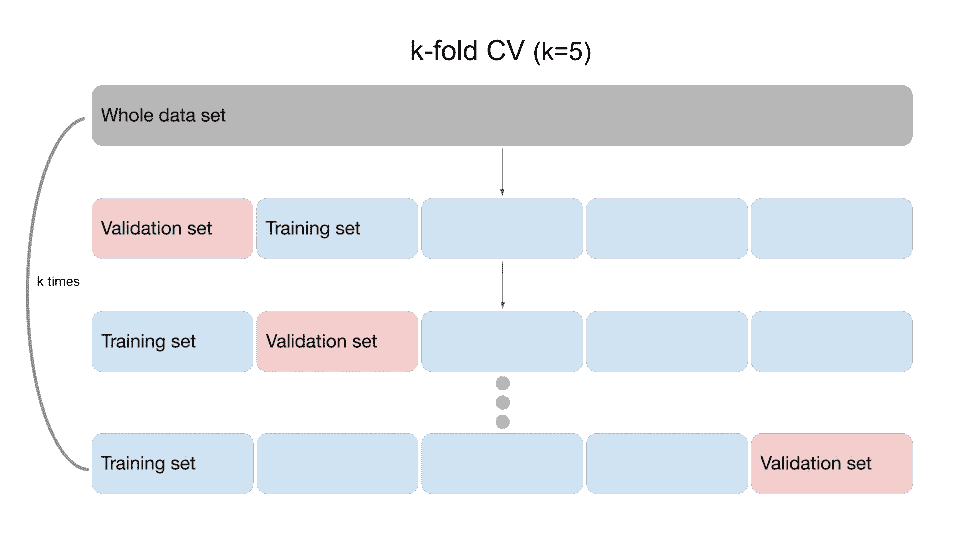 k-fold CV (k=5)
Whole data set
Validation set
Training set
k times
Training set
Validation set
Training set
Validation set